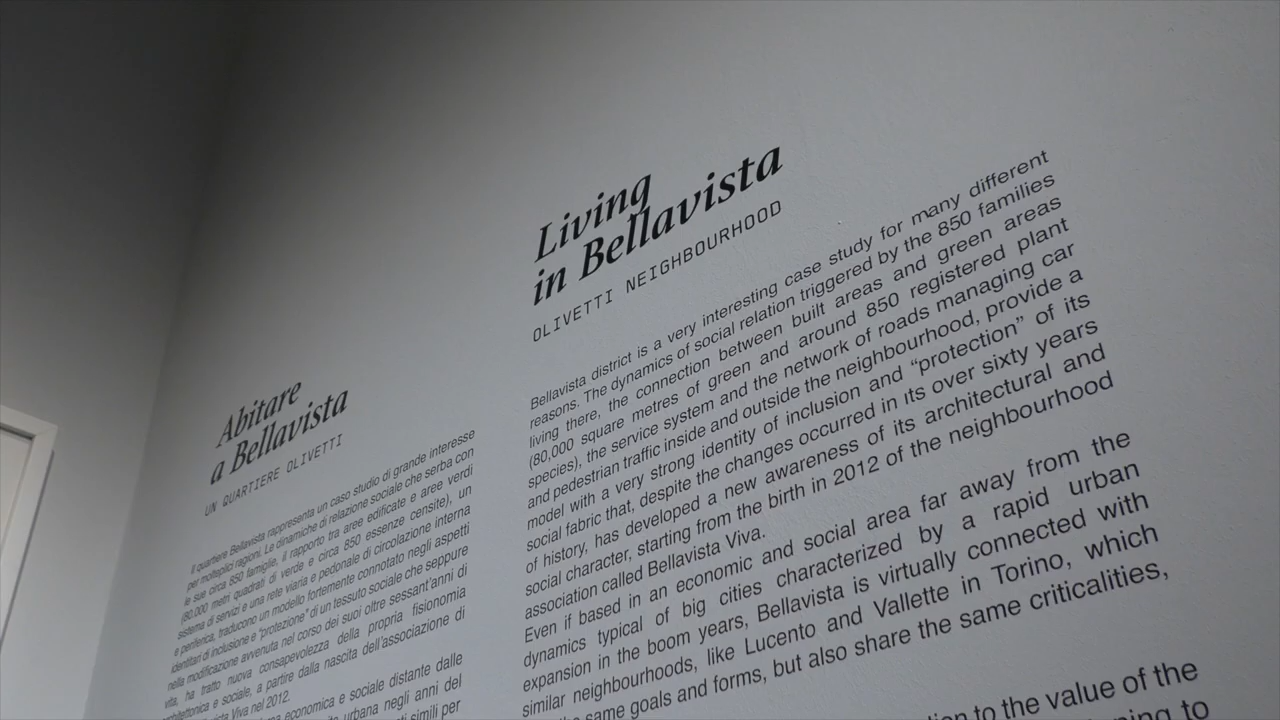 Abitare
a Bellavista
UN QUARTIERE OLIVETTI
Il quartiere Bellavista rappresenta un caso studio di grande interesse
per molteplici ragioni. Le dinamiche di relazione sociale che serba con
le sue circa 850 famiglie, il rapporto tra aree edificate e aree verdi
(80.000 metri quadrati di verde e circa 850 essenze censite), un
sistema di servizi e una rete viaria e pedonale di circolazione interna
e periferica, traducono un modello fortemente connotato negli aspetti
identitari di inclusione e "protezione" di un tessuto sociale che seppure
nella modificazione avvenuta nel corso dei suoi oltre sessant'anni di
vita, ha tratto nuova consapevolezza della propria fisionomia
architettonica e sociale, a partire dalla nascita dell'associazione di
Viva nel 2012.
economica e sociale distante dalle
urbana negli anni del
simili per
Living
in Bellavista
OLIVETTI NEIGHBOURHOOD
Bellavista district is a very interesting case study for many different
reasons. The dynamics of social relation triggered by the 850 families
living there, the connection between built areas and green areas
(80,000 square metres of green and around 850 registered plant
species), the service system and the network of roads managing car
and pedestrian traffic inside and outside the neighbourhood, provide a
model with a very strong identity of inclusion and “protection” of its
social fabric that, despite the changes occurred in its over sixty years
of history, has developed a new awareness of its architectural and
social character, starting from the birth in 2012 of the neighbourhood
association called Bellavista Viva.
Even if based in an economic and social area far away from the
dynamics typical of big cities characterized by a rapid urban
expansion in the boom years, Bellavista is virtually connected with
similar neighbourhoods, like Lucento and Vallette in Torino, which
same goals and forms, but also share the same criticalities,
to the value of the
to